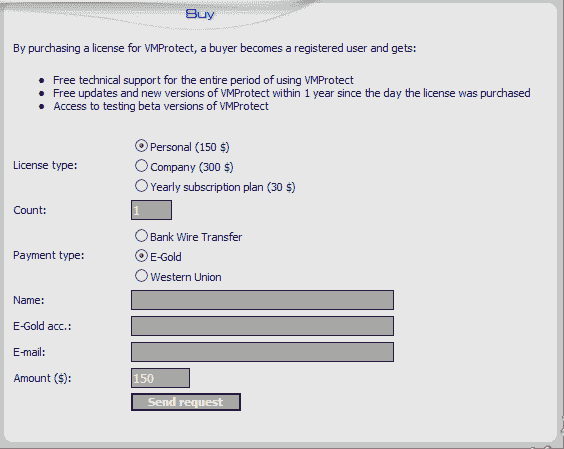 Buy
By purchasing a license for VMProtect, a buyer becomes a registered user and gets:
Free technical support for the entire period of using VMProtect
Free updates and new versions of VMProtect within 1 year since the day the license was purchased
Access to testing beta versions of VMProtect
License type:
Personal (150 $)
Company (300 $)
Yearly subscription plan (30 $)
Count:
1
Payment type:
Bank Wire Transfer
E-Gold
Western Union
Name:
E-Gold acc.:
E-mail:
Amount ($):
150
Send request